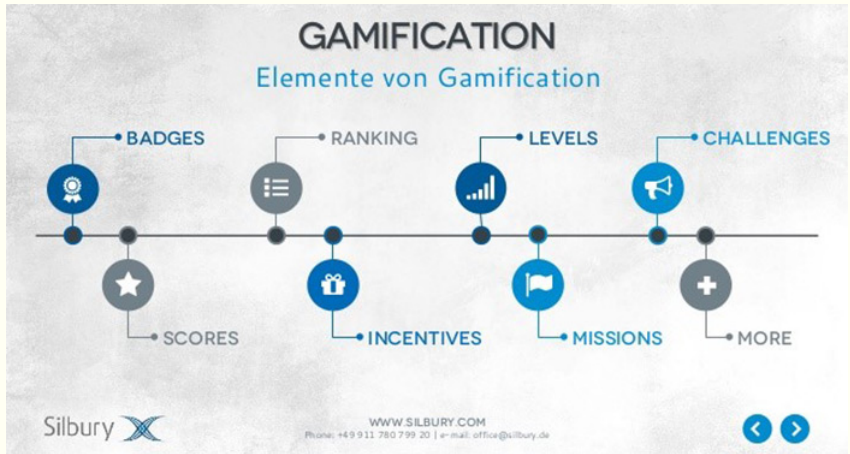 GAMIFICATION
Elemente von Gamification
BADGES
RANKING
LEVELS
CHALLENGES
SCORES
INCENTIVES
MISSIONS
MORE
Silbury
WWW.SILBURY.COM
Phone: +49 911 780 799 20 | e-mail: office@silbury.de